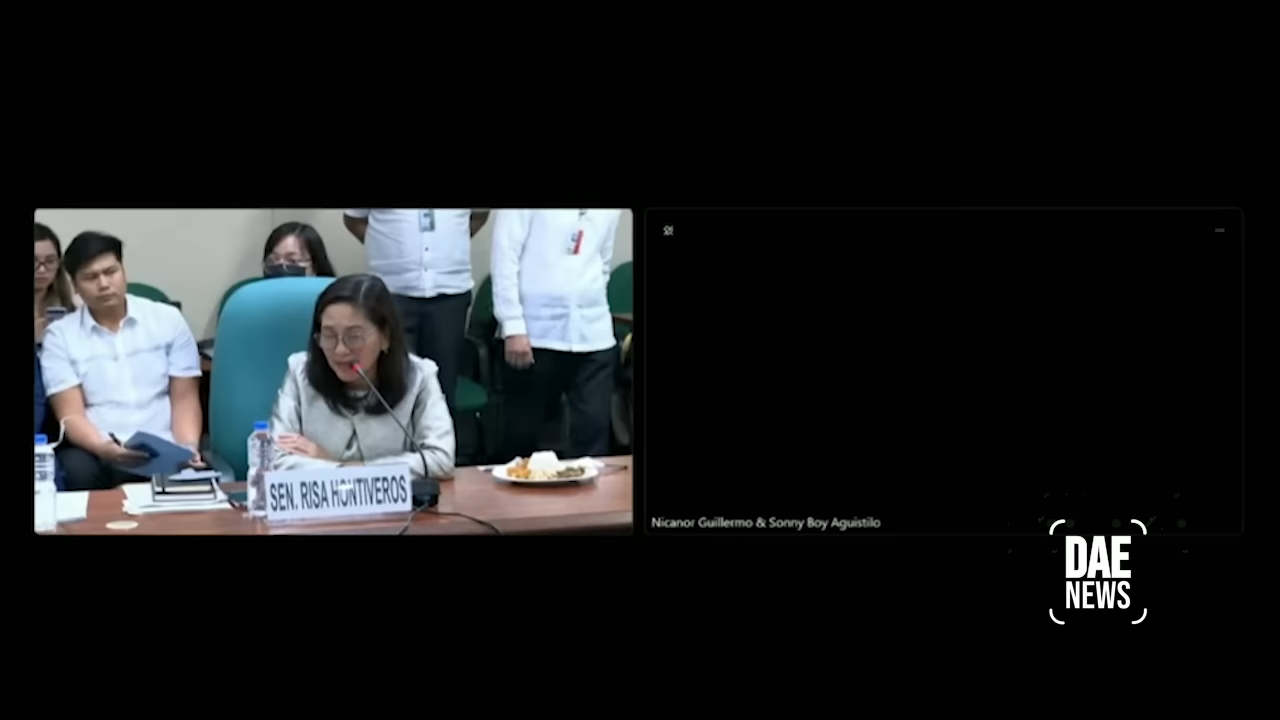 SEN. RISA HONTIVEROS
Nicanor Guillermo & Sonny Boy Aguistilo
DAE
NEWS